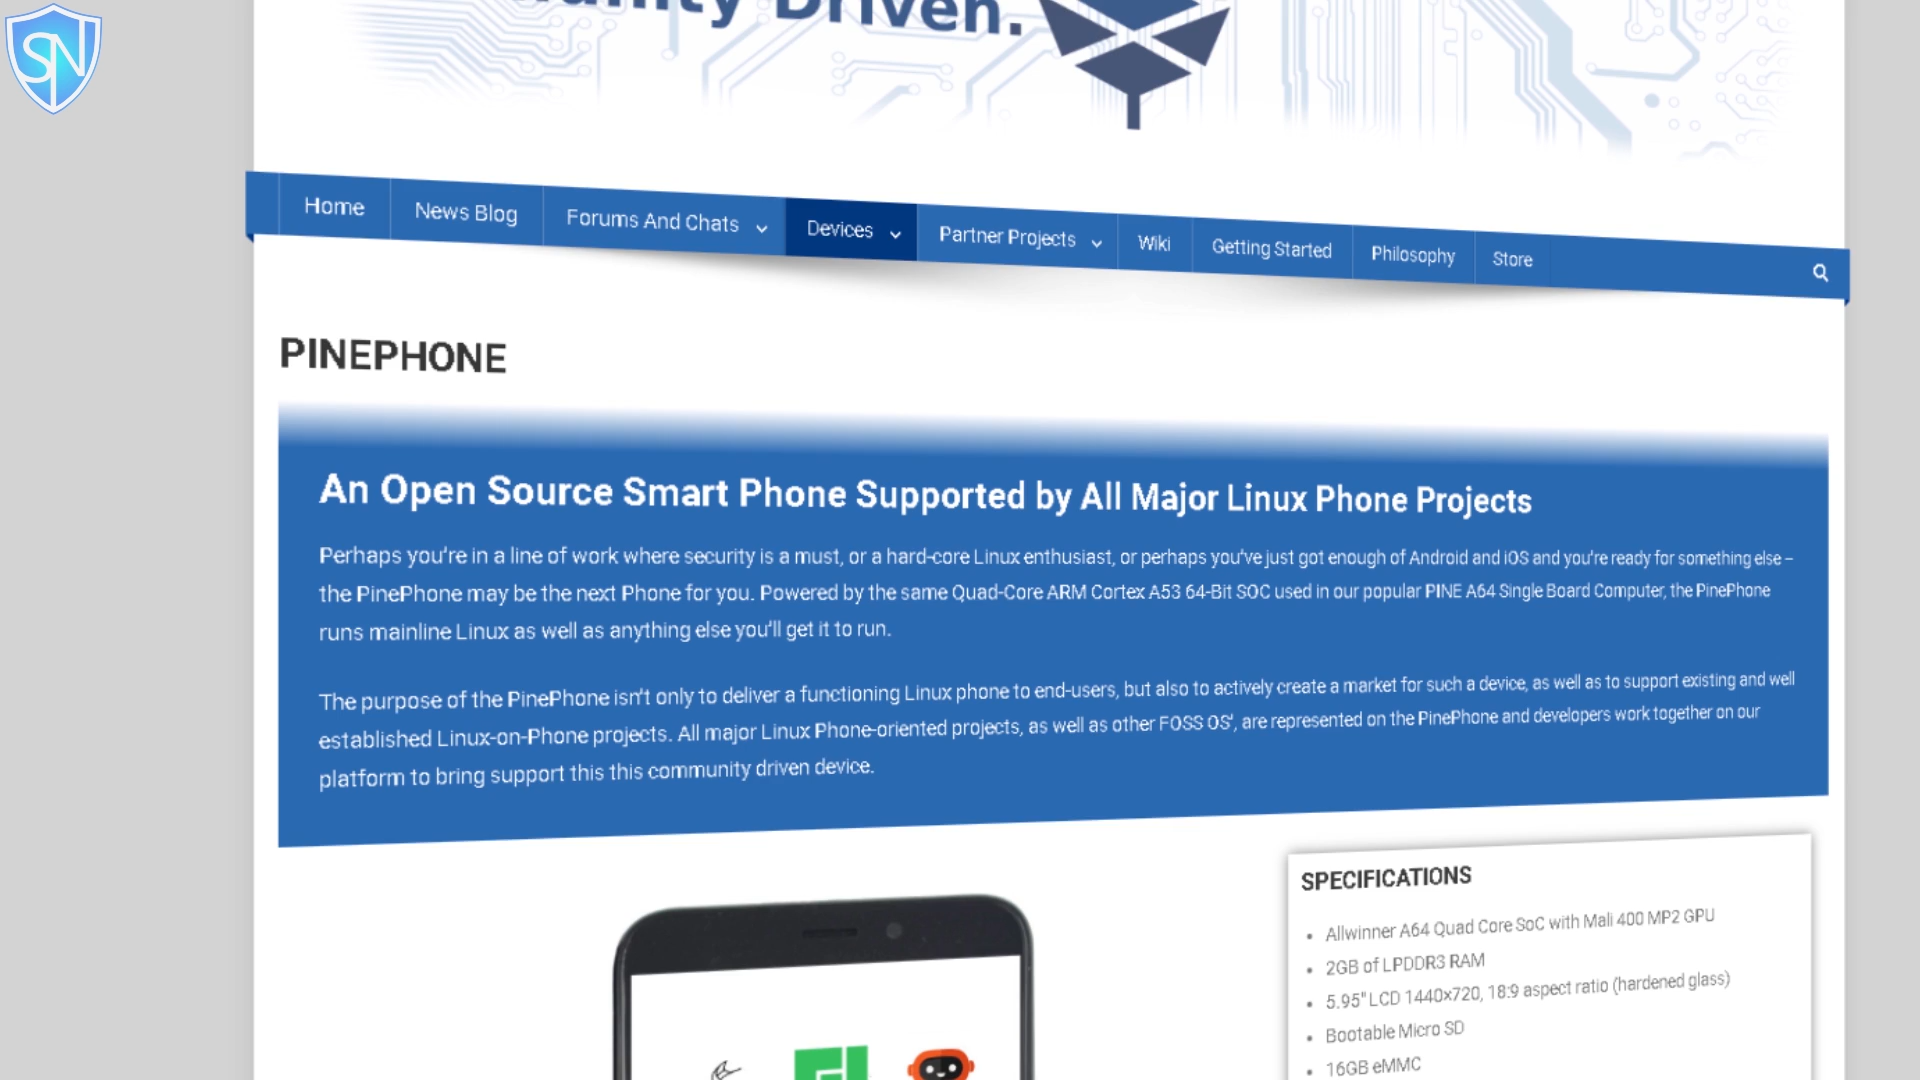 SN
Driven.
Home
News Blog
Forums And Chats
Devices
Partner Projects
Wiki
Getting Started
Philosophy
Store
PINEPHONE
An Open Source Smart Phone Supported by All Major Linux Phone Projects
Perhaps you're in a line of work where security is a must, or a hard-core Linux enthusiast, or perhaps you've just got enough of Android and iOS and you're ready for something else –
the PinePhone may be the next Phone for you. Powered by the same Quad-Core ARM Cortex A53 64-Bit SOC used in our popular PINE A64 Single Board Computer, the PinePhone
runs mainline Linux as well as anything else you'll get it to run.
The purpose of the PinePhone isn't only to deliver a functioning Linux phone to end-users, but also to actively create a market for such a device, as well as to support existing and well
established Linux-on-Phone projects. All major Linux Phone-oriented projects, as well as other FOSS OS', are represented on the PinePhone and developers work together on our
platform to bring support this this community driven device.
SPECIFICATIONS
• Allwinner A64 Quad Core SoC with Mali 400 MP2 GPU
• 2GB of LPDDR3 RAM
• 5.95" LCD 1440×720, 18:9 aspect ratio (hardened glass)
• Bootable Micro SD
• 16GB eMMC